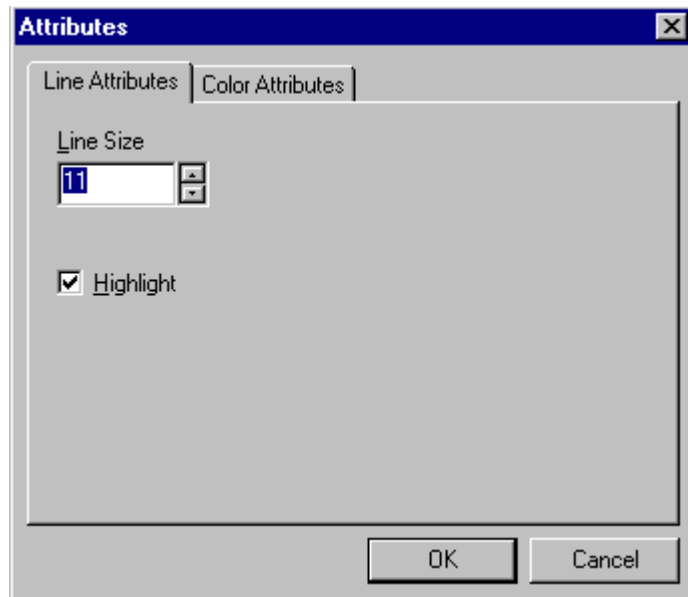 Attributes
Line Attributes Color Attributes
Line Size
11
Highlight
OK Cancel